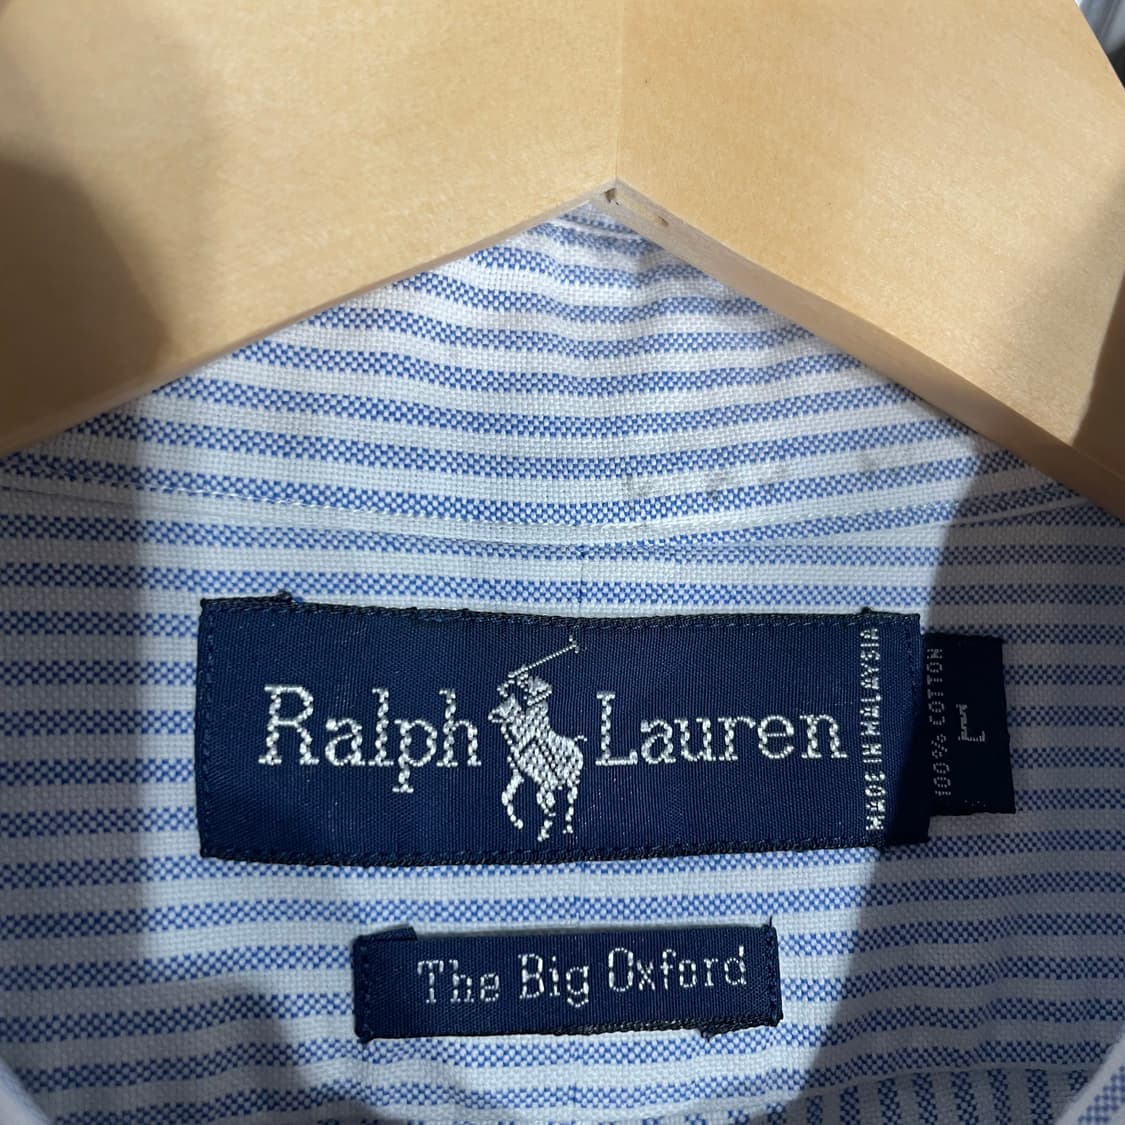 Ralph Lauren
MADE IN MALAYSIA
100% COTTON
L
The Big Oxford